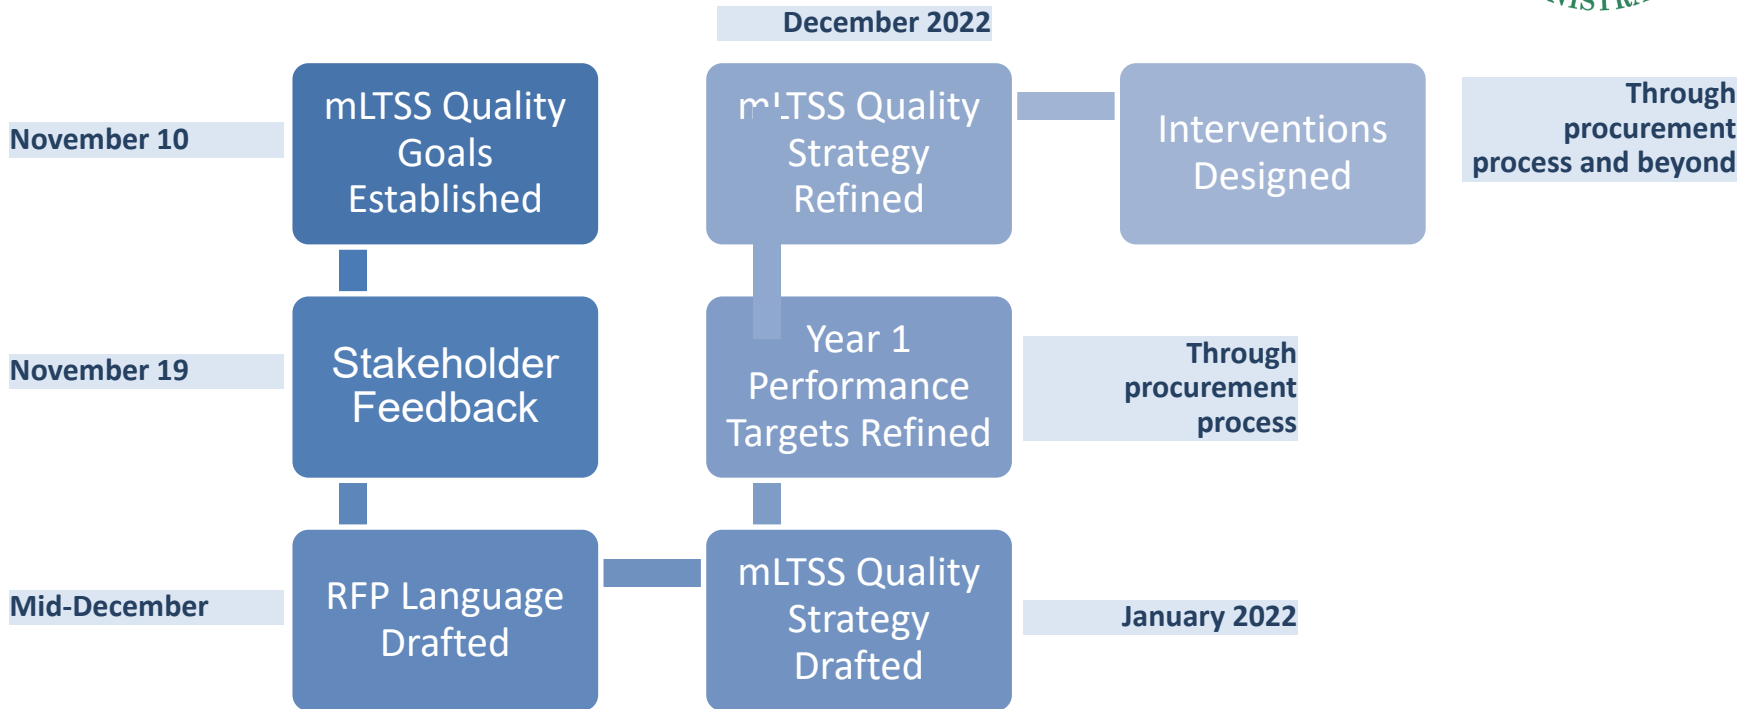 December 2022
November 10
mLTSS Quality
Goals
Established
mLTSS Quality
Strategy
Refined
Interventions
Designed
Through
procurement
process and beyond
November 19
Stakeholder
Feedback
Year 1
Performance
Targets Refined
Through
procurement
process
Mid-December
RFP Language
Drafted
mLTSS Quality
Strategy
Drafted
January 2022